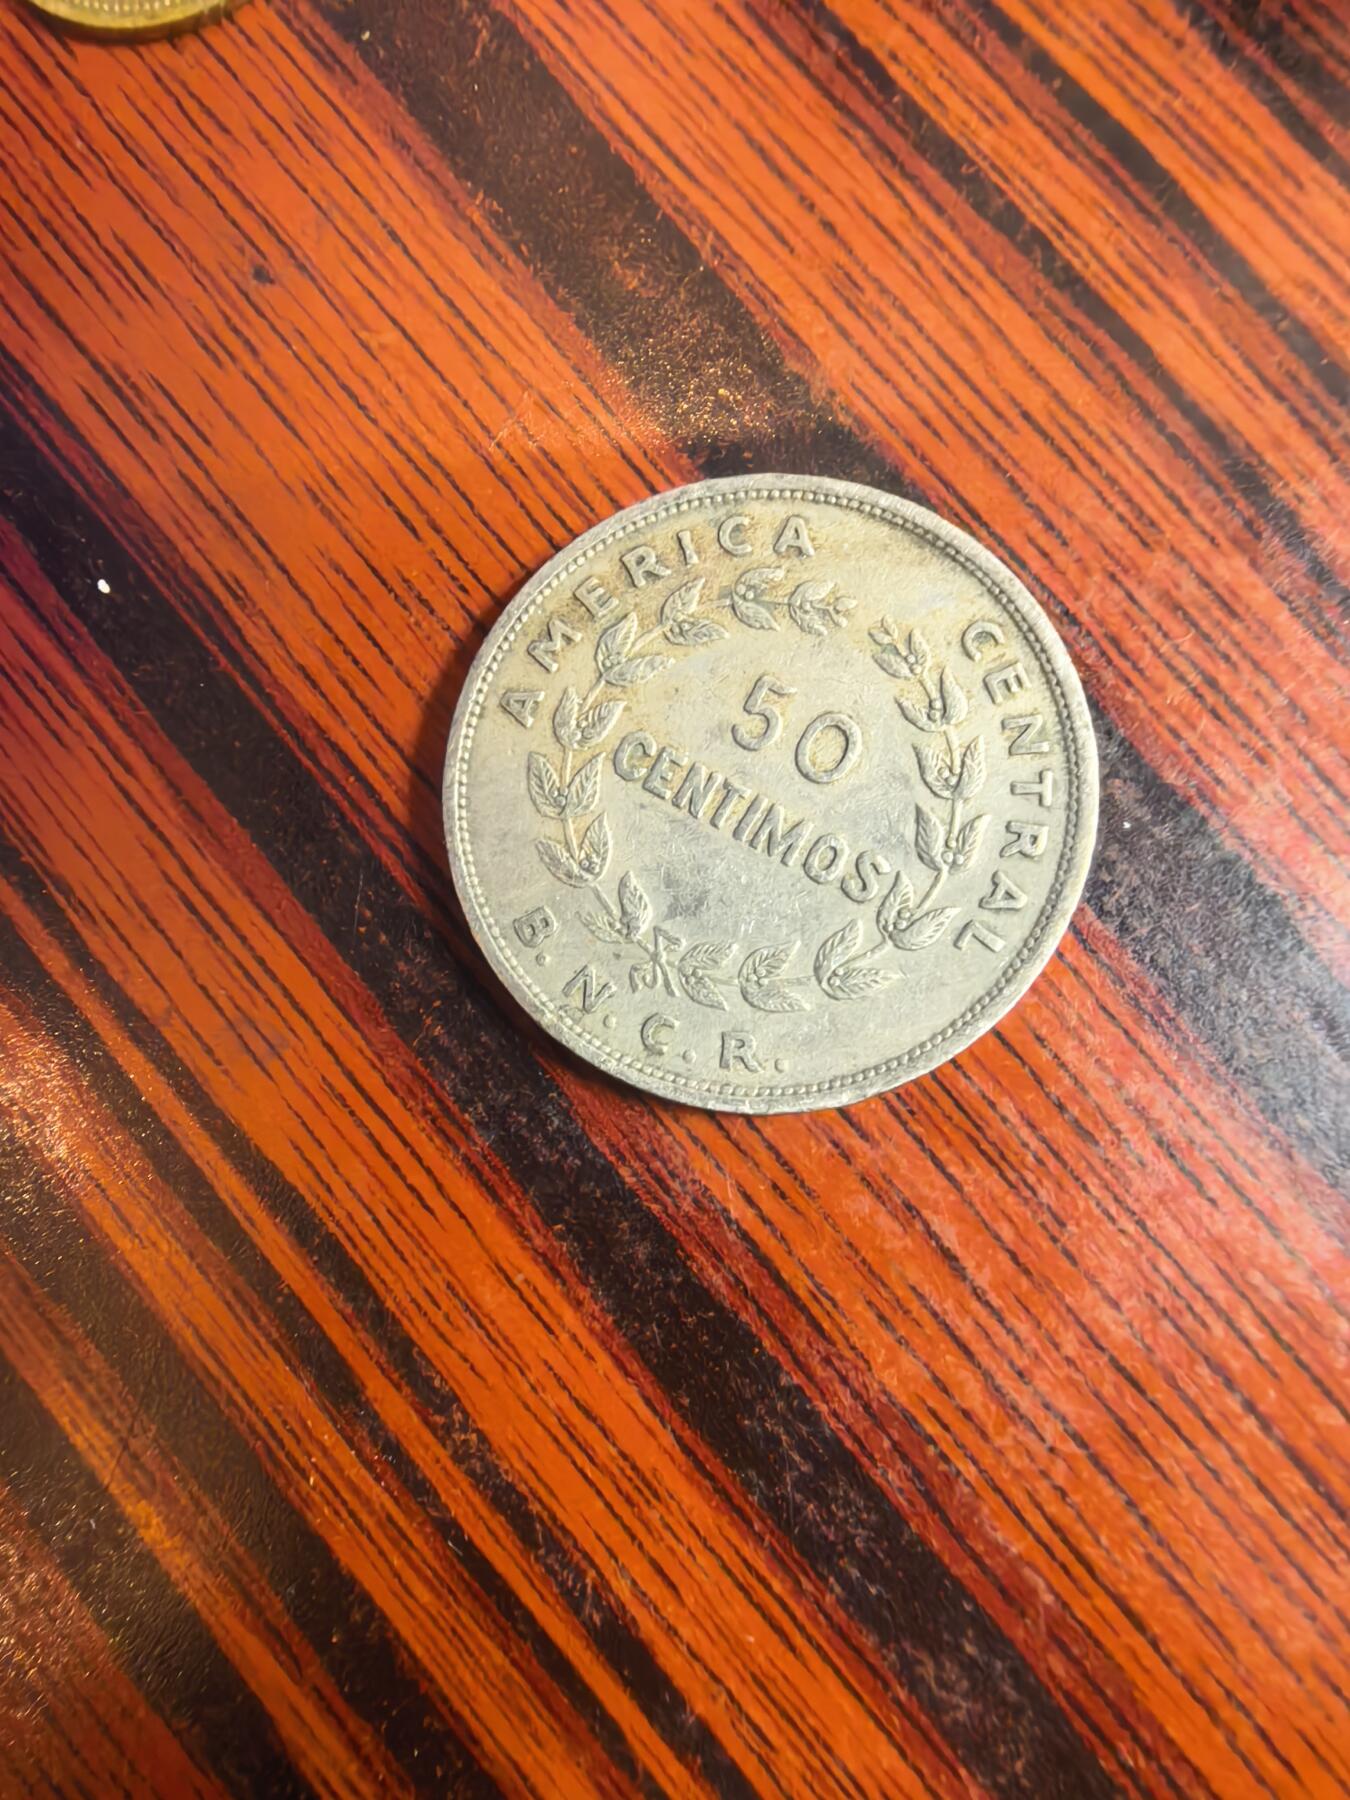 AMERICA CENTRAL
50
CENTIMOS
B.N.C.R.